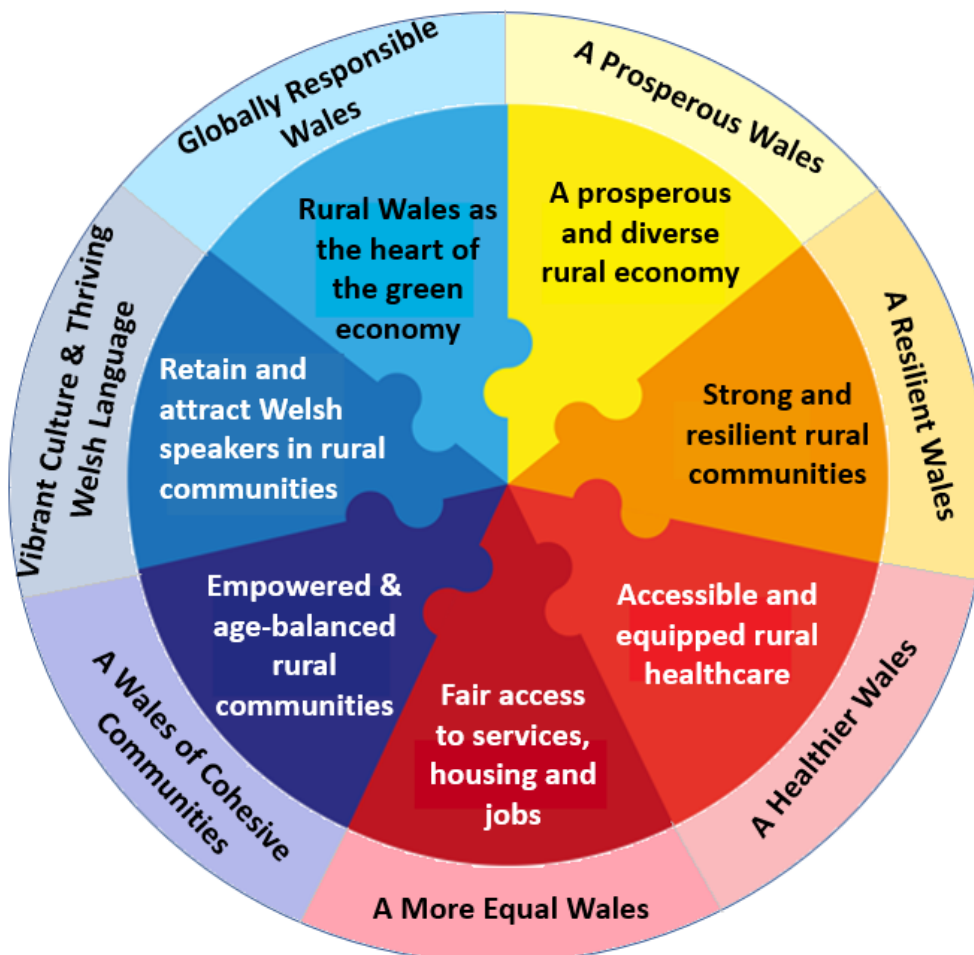 A Prosperous Wales
A prosperous
and diverse
rural economy
A Resilient Wales
Strong and
resilient rural
communities
A Healthier Wales
Accessible and
equipped rural
healthcare
A More Equal Wales
Fair access
to services,
housing and
jobs
A Wales of Cohesive
Communities
Empowered &
age-balanced
rural
communities
Vibrant Culture & Thriving
Welsh Language
Retain and
attract Welsh
speakers in rural
communities
Globally Responsible
Wales
Rural Wales as
the heart of
the green
economy